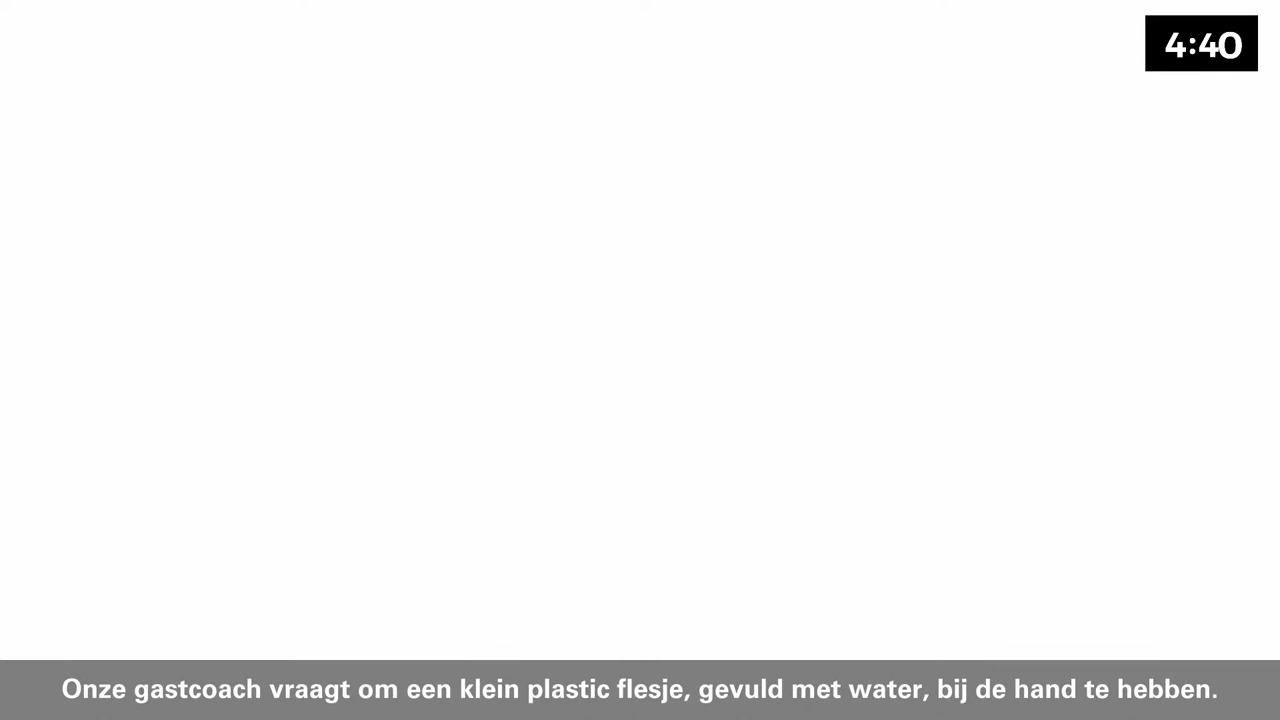 4:40
Onze gastcoach vraagt om een klein plastic flesje, gevuld met water, bij de hand te hebben.